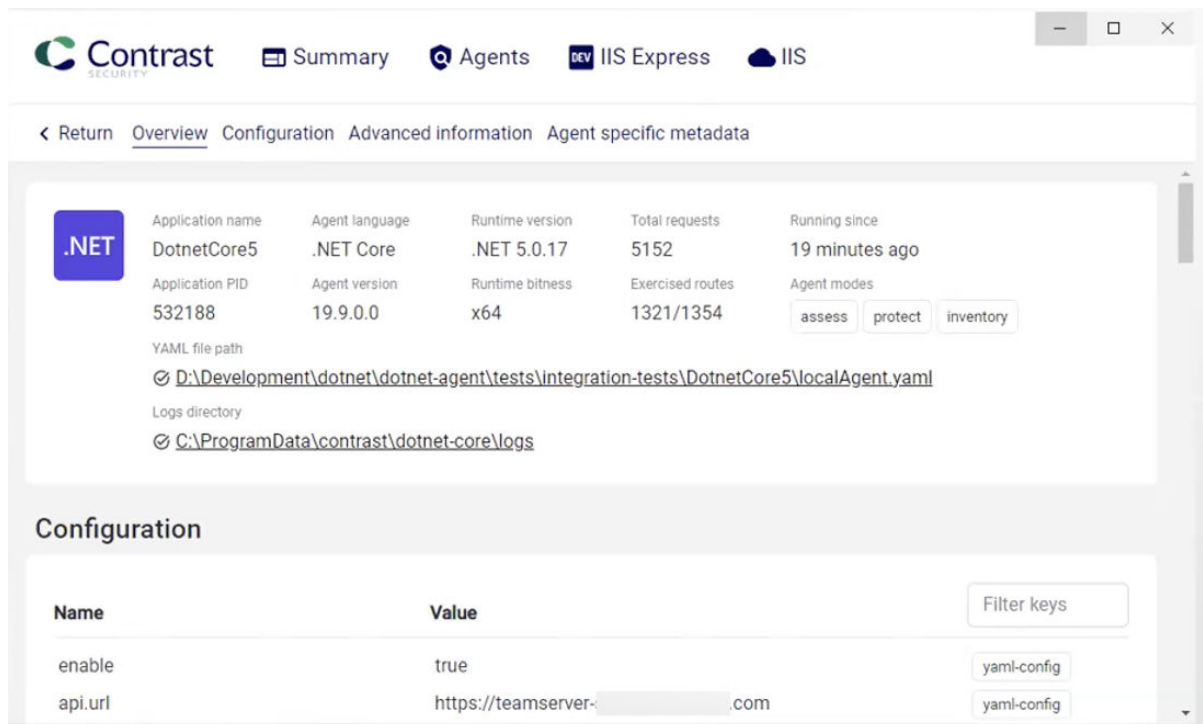 Contrast
SECURITY
Summary Agents DEV IIS Express IIS
Return Overview Configuration Advanced information Agent specific metadata
.NET
Application name Agent language Runtime version Total requests Running since
DotnetCore5 .NET Core .NET 5.0.17 5152 19 minutes ago
Application PID Agent version Runtime bitness Exercised routes Agent modes
532188 19.9.0.0 x64 1321/1354 assess protect inventory
YAML file path
D:\Development\dotnet\dotnet-agent\tests\integration-tests\DotnetCore5\localAgent.yaml
Logs directory
C:\ProgramData\contrast\dotnet-core\logs
Configuration
Name Value Filter keys
enable true yaml-config
api.url https://teamserver- .com yaml-config